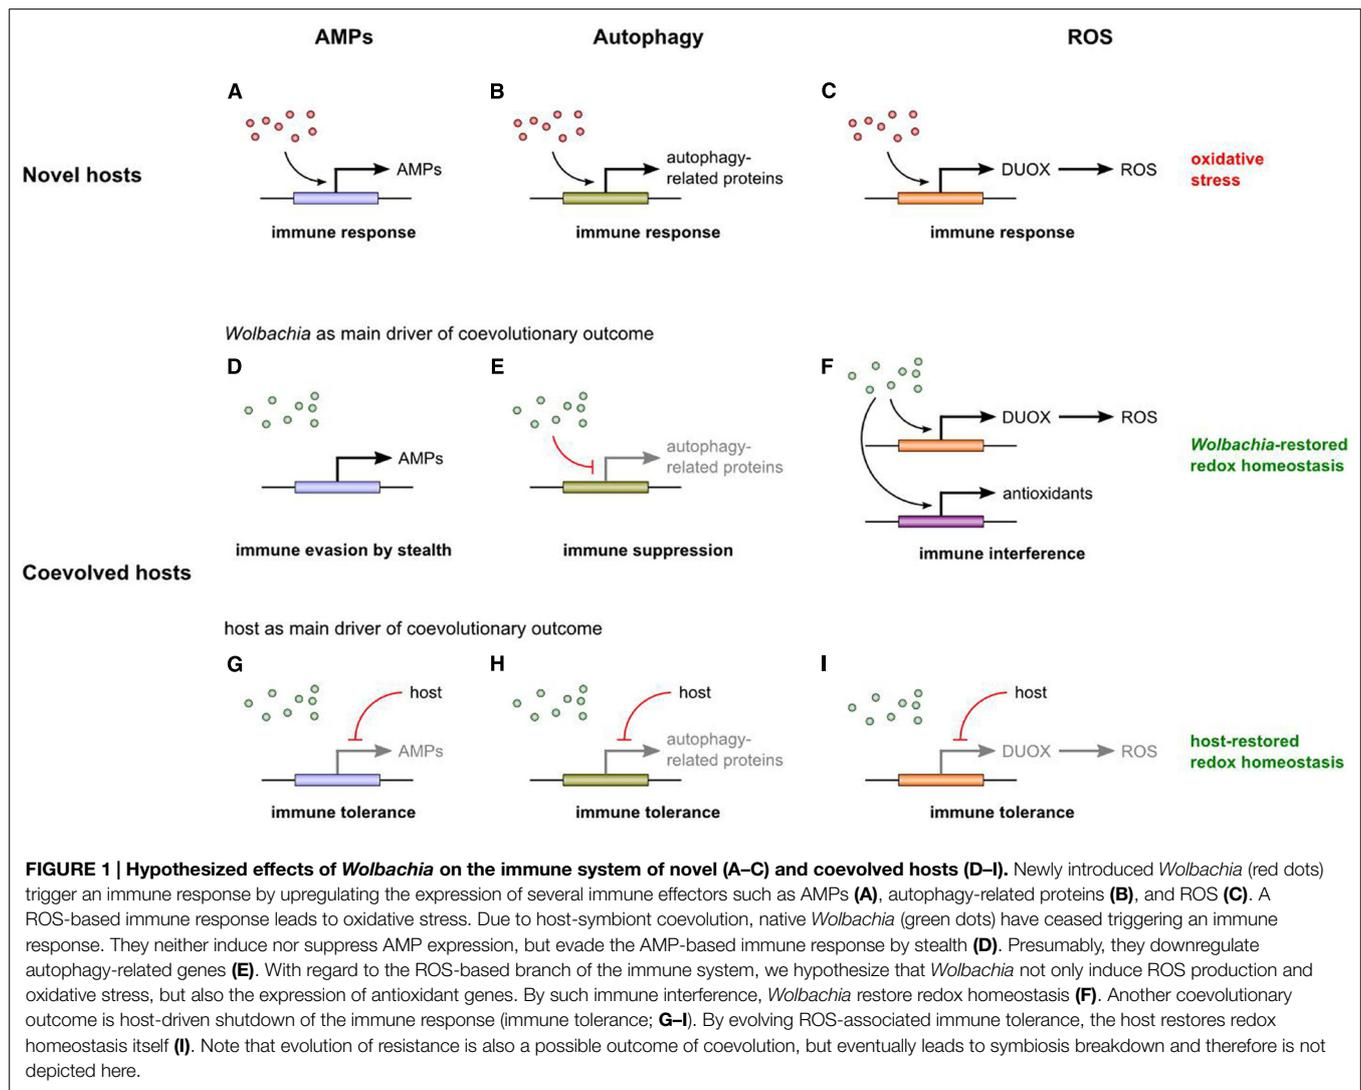 AMPs Autophagy ROS
A B C
autophagy-
Novel hosts AMPs related proteins DUOX ROS oxidative
stress
immune response immune response immune response
Wolbachia as main driver of coevolutionary outcome
D E F
DUOX ROS
autophagy-
AMPs related proteins Wolbachia-restored
redox homeostasis
antioxidants
immune evasion by stealth immune suppression immune interference
Coevolved hosts
host as main driver of coevolutionary outcome
G H I
host host host
autophagy-
AMPs related proteins DUOX ROS host-restored
redox homeostasis
immune tolerance immune tolerance immune tolerance
FIGURE 1 | Hypothesized effects of Wolbachia on the immune system of novel (A–C) and coevolved hosts (D–I). Newly introduced Wolbachia (red dots)
trigger an immune response by upregulating the expression of several immune effectors such as AMPs (A), autophagy-related proteins (B), and ROS (C). A
ROS-based immune response leads to oxidative stress. Due to host-symbiont coevolution, native Wolbachia (green dots) have ceased triggering an immune
response. They neither induce nor suppress AMP expression, but evade the AMP-based immune response by stealth (D). Presumably, they downregulate
autophagy-related genes (E). With regard to the ROS-based branch of the immune system, we hypothesize that Wolbachia not only induce ROS production and
oxidative stress, but also the expression of antioxidant genes. By such immune interference, Wolbachia restore redox homeostasis (F). Another coevolutionary
outcome is host-driven shutdown of the immune response (immune tolerance; G–I). By evolving ROS-associated immune tolerance, the host restores redox
homeostasis itself (I). Note that evolution of resistance is also a possible outcome of coevolution, but eventually leads to symbiosis breakdown and therefore is not
depicted here.